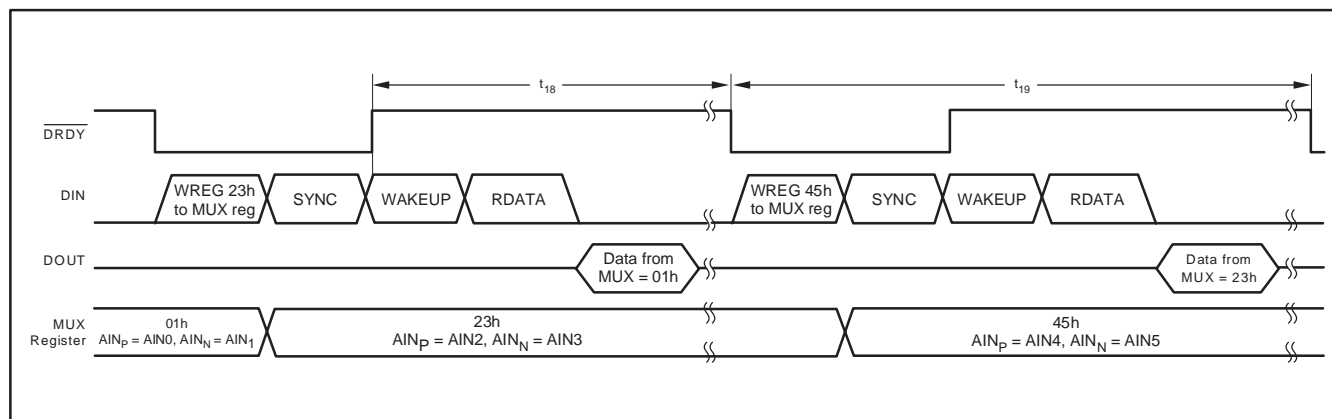 t18
t19
DRDY
DIN
WREG 23h
to MUX reg
SYNC
WAKEUP
RDATA
WREG 45h
to MUX reg
SYNC
WAKEUP
RDATA
DOUT
Data from
MUX = 01h
Data from
MUX = 23h
MUX
Register
01h
AINP = AIN0, AINN = AIN1
23h
AINP = AIN2, AINN = AIN3
45h
AINP = AIN4, AINN = AIN5